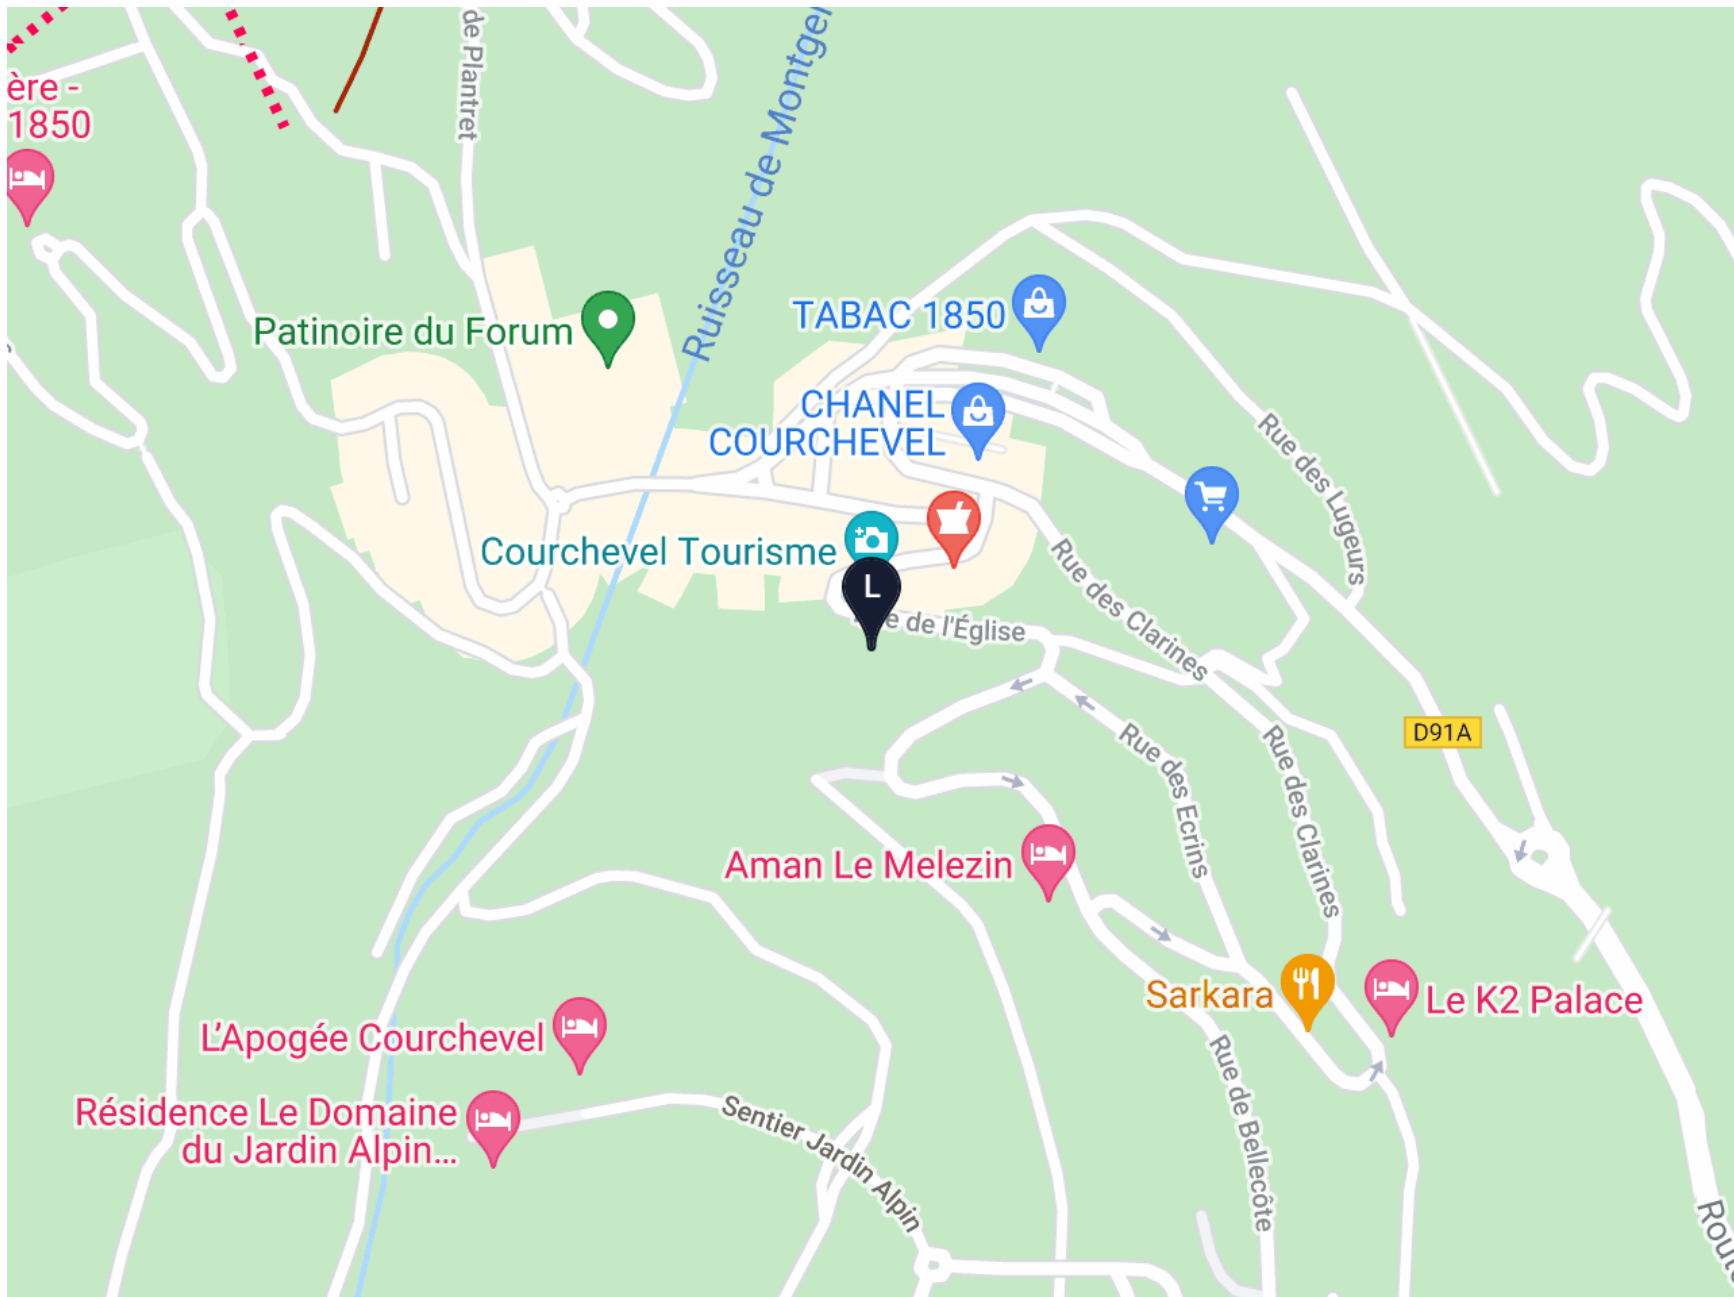 de Plantret
Ruisseau de Montgel
ère -
1850
TABAC 1850
Patinoire du Forum
CHANEL
COURCHEVEL
Rue des Lugeurs
Courchevel Tourisme
L
Rue des Clarines
e de l'Église
D91A
Rue des Ecrins
Rue des Clarines
Aman Le Melezin
Sarkara
Le K2 Palace
L'Apogée Courchevel
Résidence Le Domaine
du Jardin Alpin...
Sentier Jardin Alpin
Rue de Bellecôte
Route